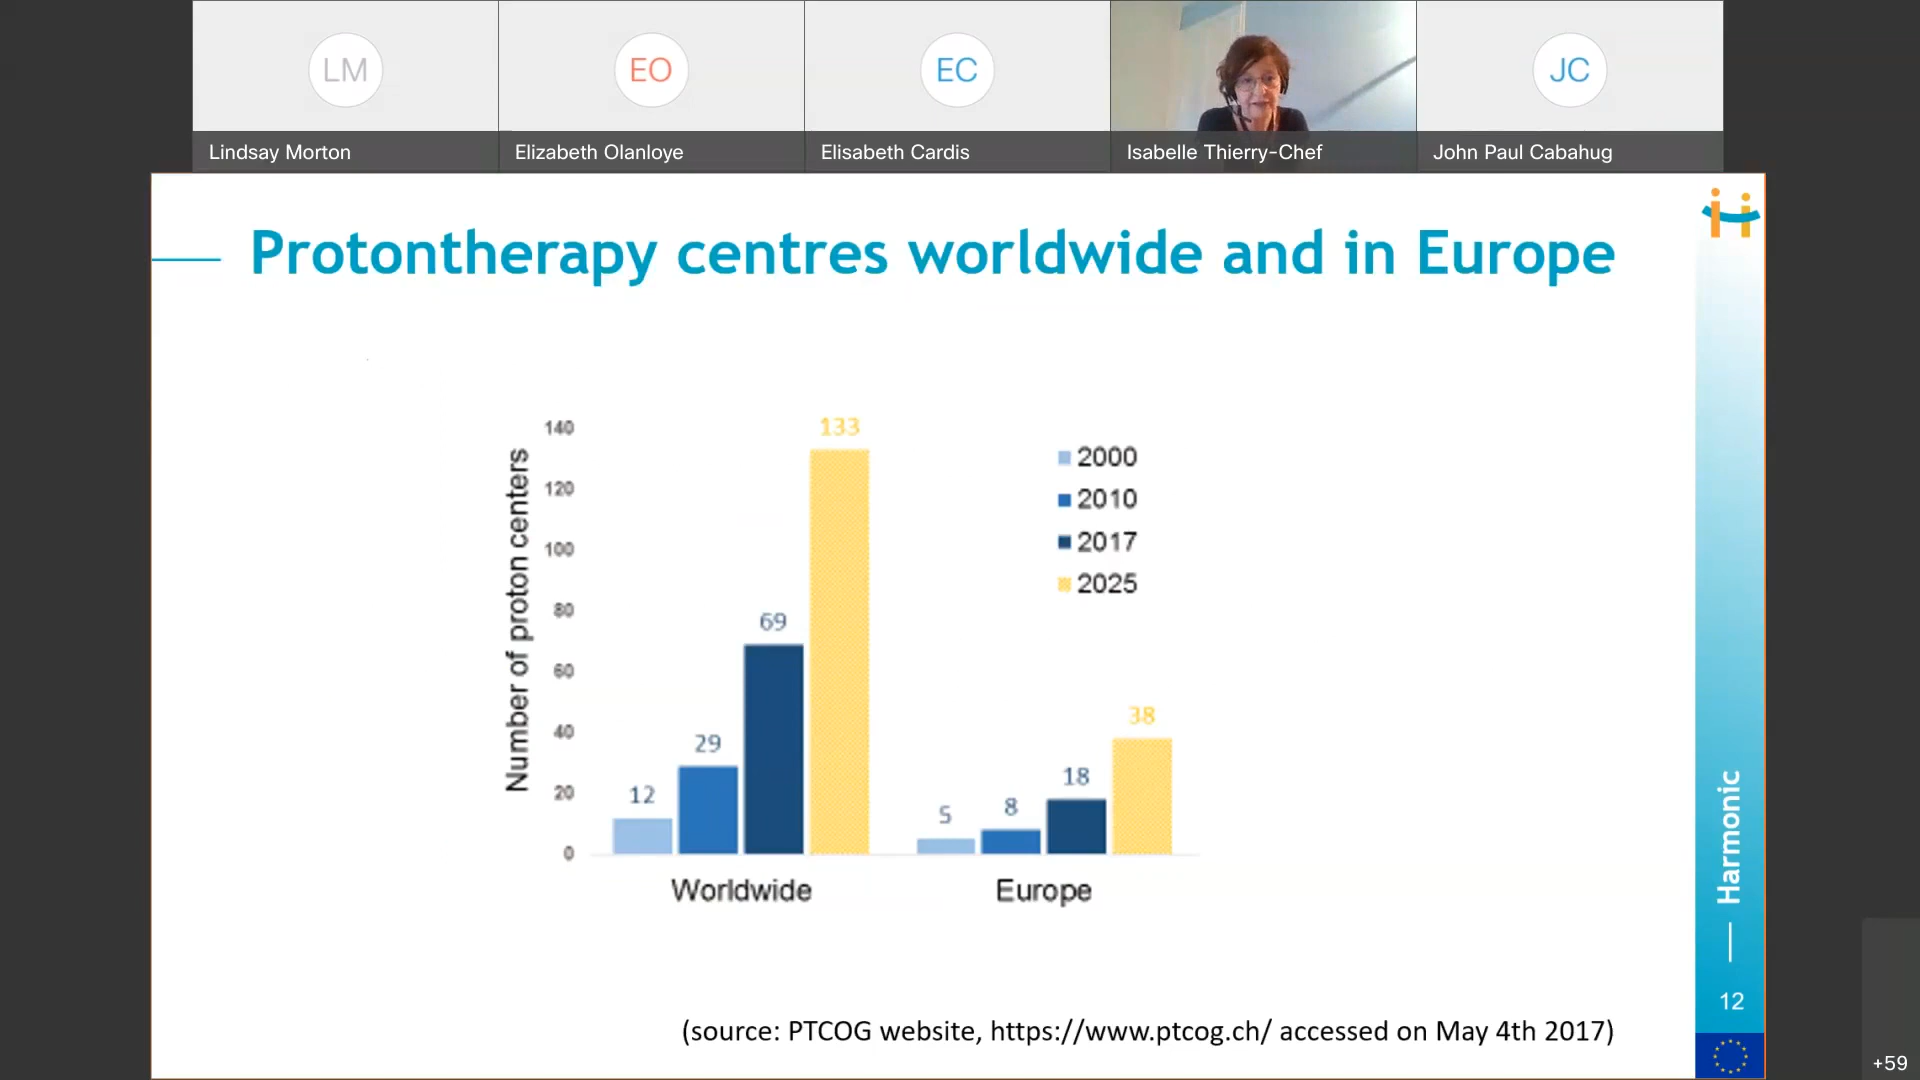 LM
EO
EC
JC
Lindsay Morton
Elizabeth Olanloye
Elisabeth Cardis
Isabelle Thierry-Chef
John Paul Cabahug
Protontherapy centres worldwide and in Europe
Number of proton centers
140
120
100
80
60
40
20
0
12
29
69
133
5
8
18
38
Worldwide
Europe
2000
2010
2017
2025
(source: PTCOG website, https://www.ptcog.ch/ accessed on May 4th 2017)
Harmonic
12
+59